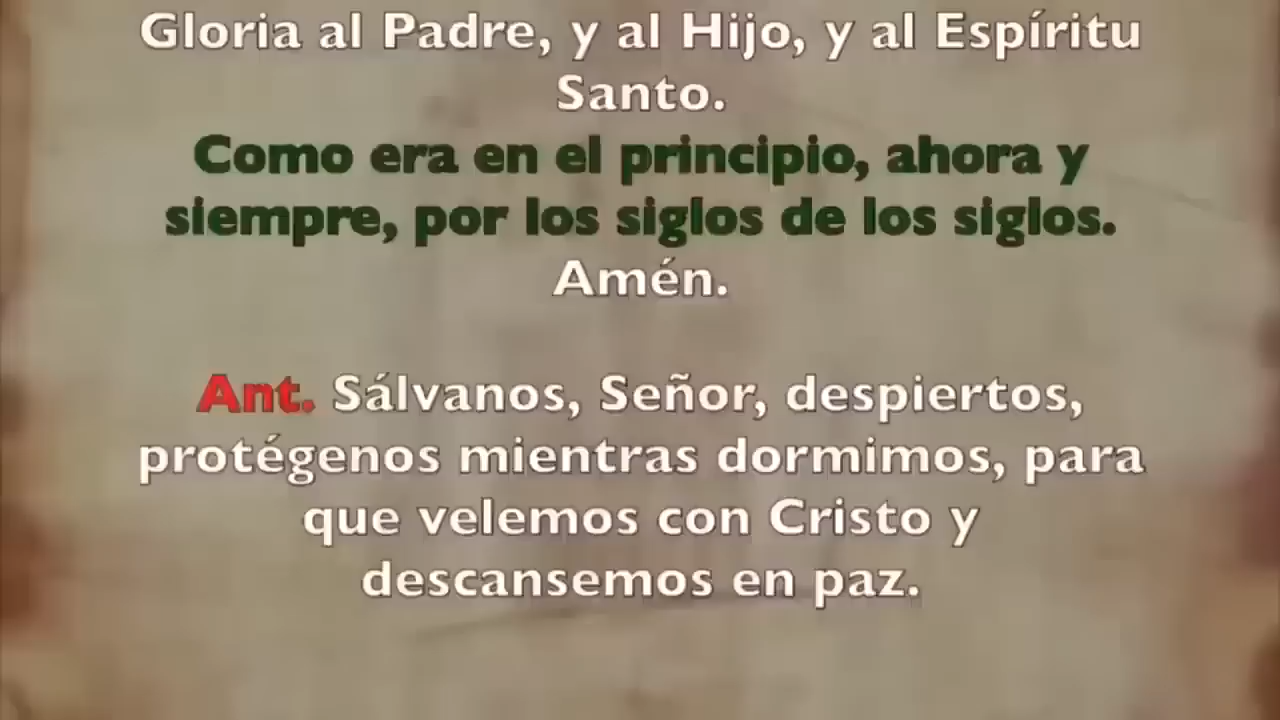 Gloria al Padre, y al Hijo, y al Espíritu
Santo.
Como era en el principio, ahora y
siempre, por los siglos de los siglos.
Amén.
Ant. Sálvanos, Señor, despiertos,
protégenos mientras dormimos, para
que velemos con Cristo y
descansemos en paz.